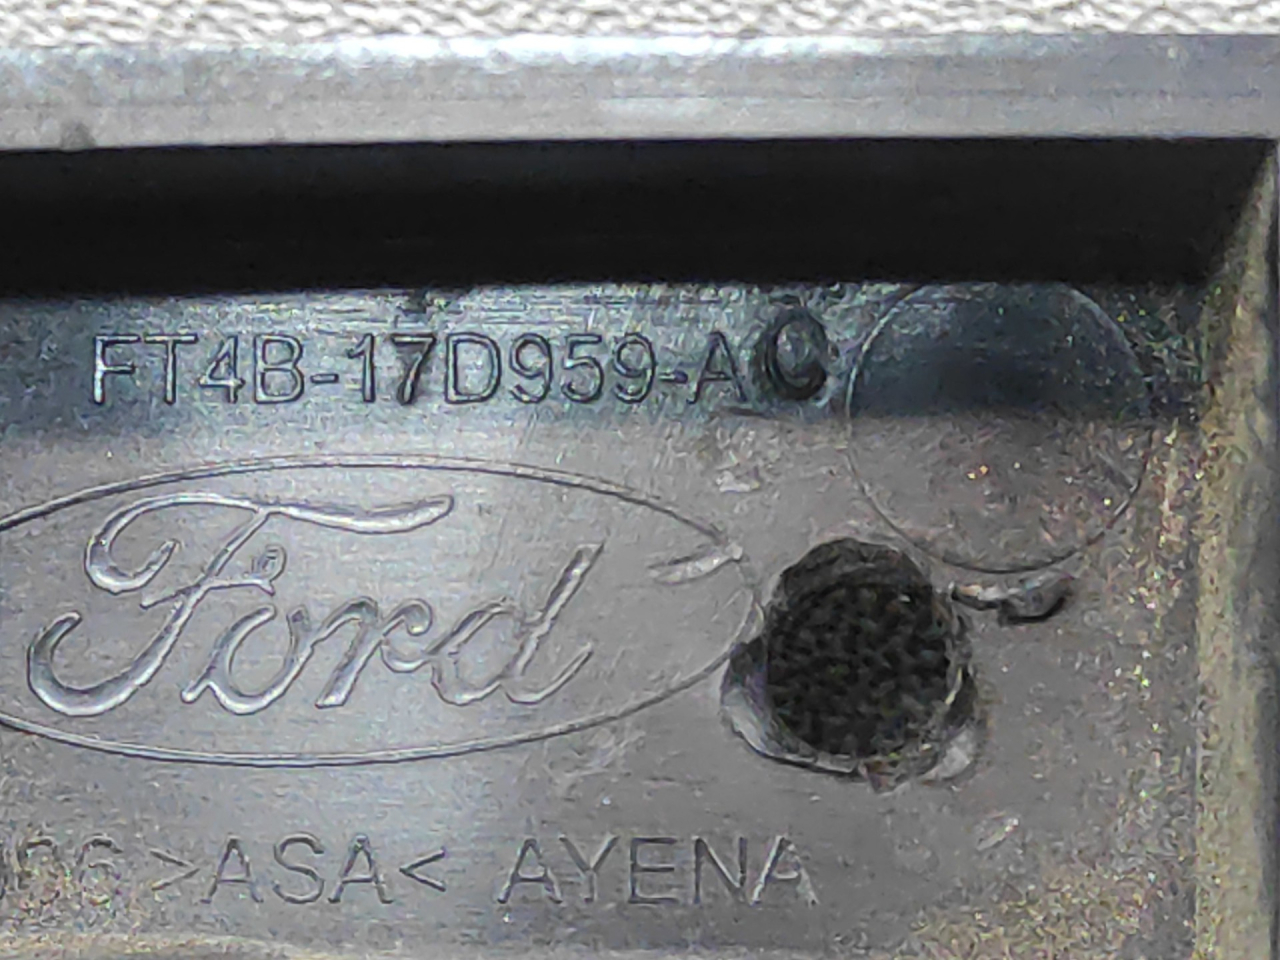 FT4B-17D959-AC
Ford
>ASA< AYENA